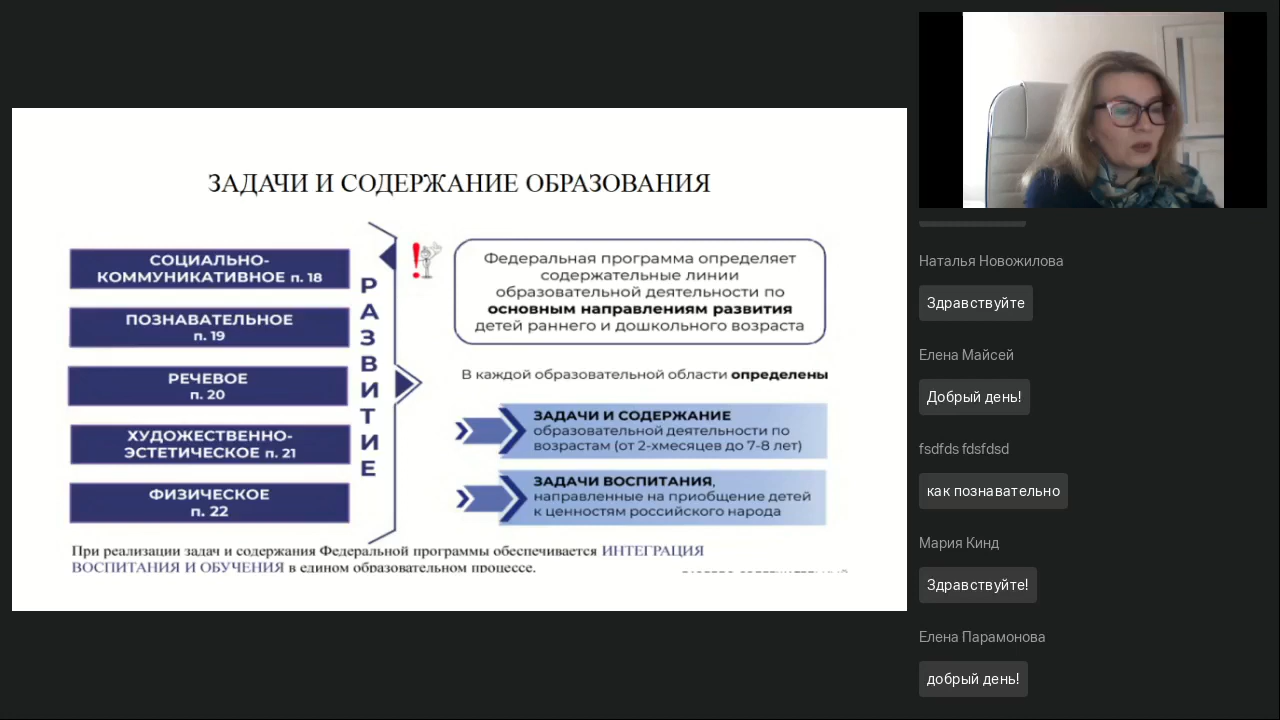 ЗАДАЧИ И СОДЕРЖАНИЕ ОБРАЗОВАНИЯ
СОЦИАЛЬНО-
КОММУНИКАТИВНОЕ п. 18
ПОЗНАВАТЕЛЬНОЕ
п. 19
РЕЧЕВОЕ
п. 20
ХУДОЖЕСТВЕННО-
ЭСТЕТИЧЕСКОЕ п. 21
ФИЗИЧЕСКОЕ
п. 22
РАЗВИТИЕ
Федеральная программа определяет
содержательные линии
образовательной деятельности по
основным направлениям развития
детей раннего и дошкольного возраста
В каждой образовательной области определены
ЗАДАЧИ И СОДЕРЖАНИЕ
образовательной деятельности по
возрастам (от 2-хмесяцев до 7-8 лет)
ЗАДАЧИ ВОСПИТАНИЯ,
направленные на приобщение детей
к ценностям российского народа
При реализации задач и содержания Федеральной программы обеспечивается ИНТЕГРАЦИЯ
ВОСПИТАНИЯ И ОБУЧЕНИЯ в едином образовательном процессе.
Наталья Новожилова
Здравствуйте
Елена Майсей
Добрый день!
fsdfds fdsfdsd
как познавательно
Мария Кинд
Здравствуйте!
Елена Парамонова
добрый день!